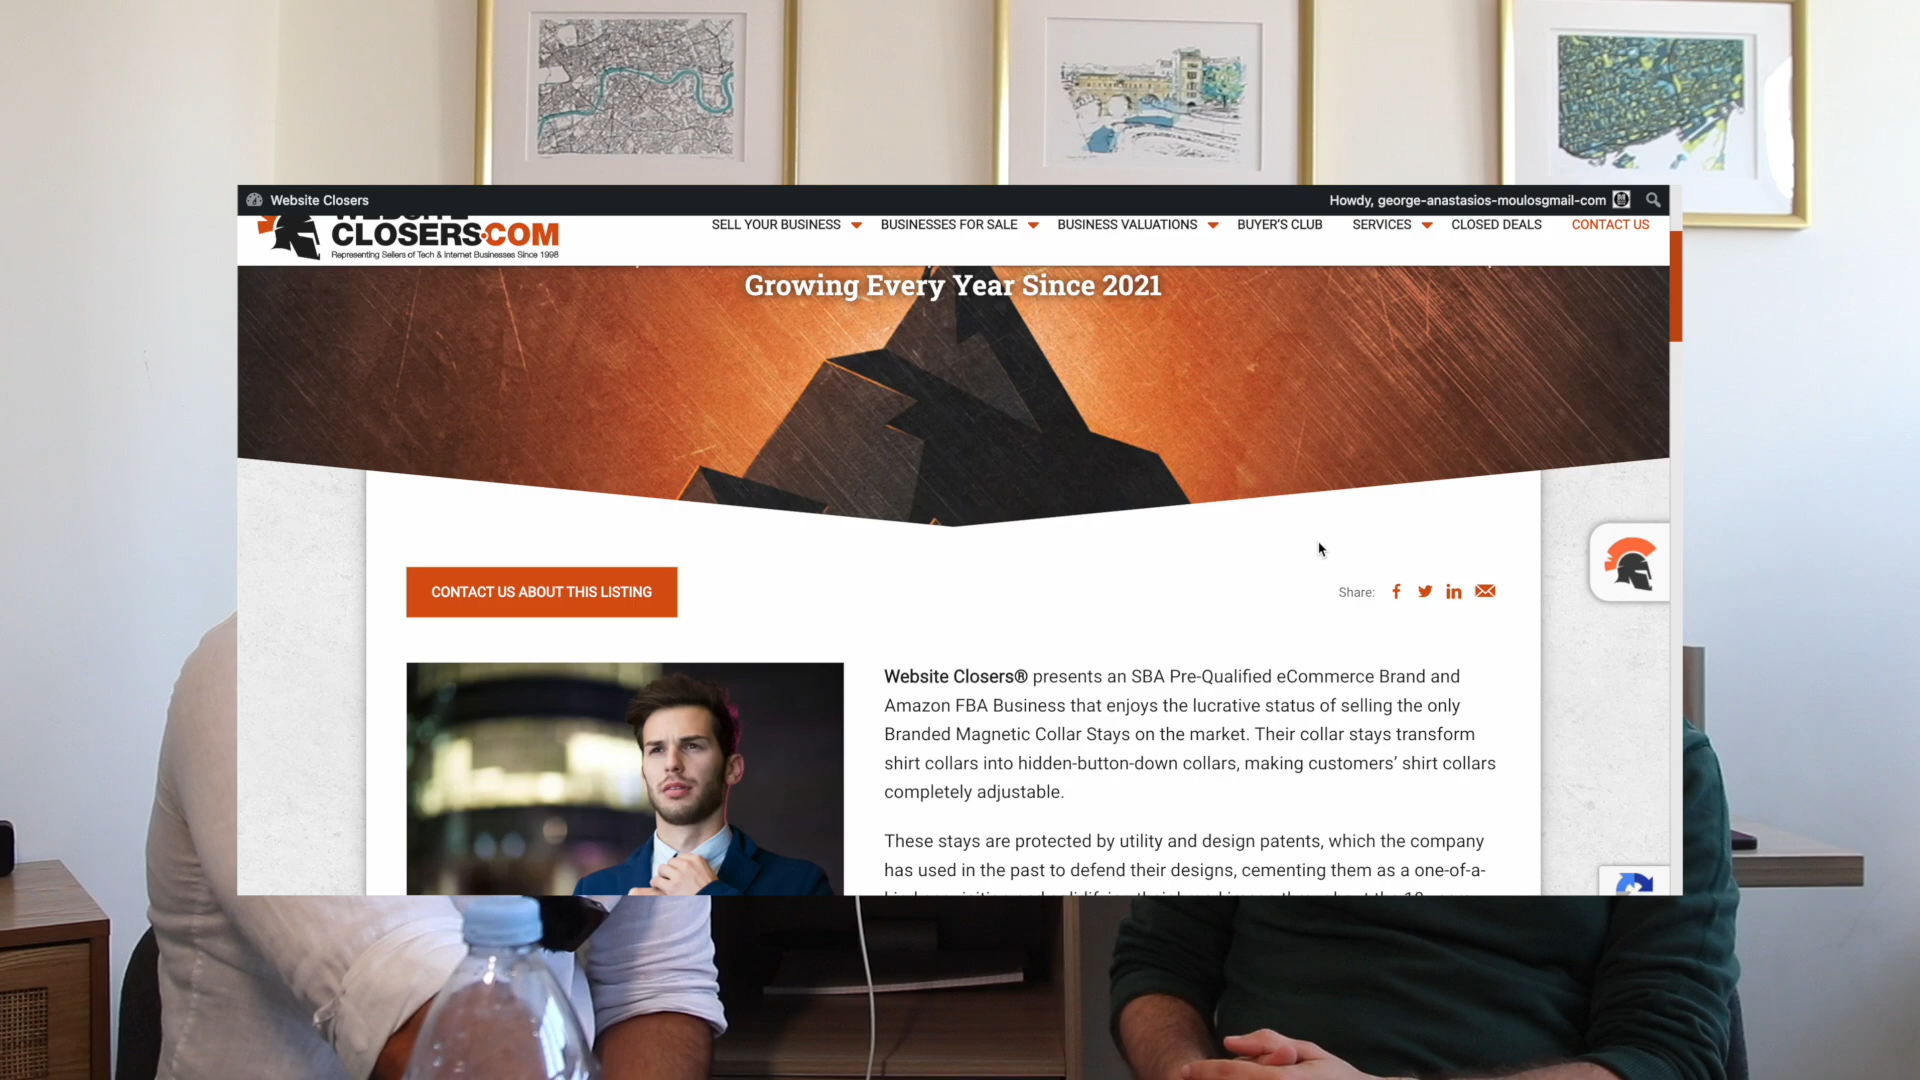 Website Closers
Howdy, george-anastasios-moulosgmail-com
WEBSITE
CLOSERS.COM
Representing Sellers of Tech & Internet Businesses Since 1998
SELL YOUR BUSINESS BUSINESSES FOR SALE BUSINESS VALUATIONS BUYER'S CLUB SERVICES CLOSED DEALS CONTACT US
Growing Every Year Since 2021
CONTACT US ABOUT THIS LISTING
Share:
Website Closers® presents an SBA Pre-Qualified eCommerce Brand and
Amazon FBA Business that enjoys the lucrative status of selling the only
Branded Magnetic Collar Stays on the market. Their collar stays transform
shirt collars into hidden-button-down collars, making customers' shirt collars
completely adjustable.
These stays are protected by utility and design patents, which the company
has used in the past to defend their designs, cementing them as a one-of-a-